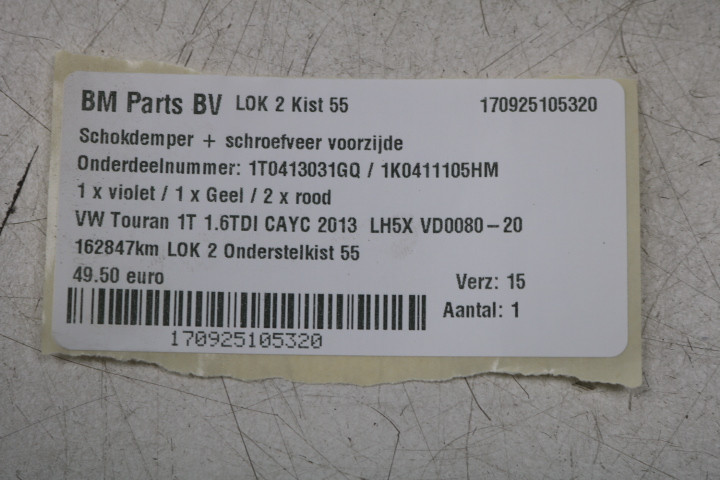 BM Parts BV LOK 2 Kist 55 170925105320
Schokdemper + schroefveer voorzijde
Onderdeelnummer: 1T0413031GQ / 1K0411105HM
1 x violet / 1 x Geel / 2 x rood
VW Touran 1T 1.6TDI CAYC 2013 LH5X VD0080-20
162847km LOK 2 Onderstelkist 55
49.50 euro Verz: 15
Aantal: 1
170925105320